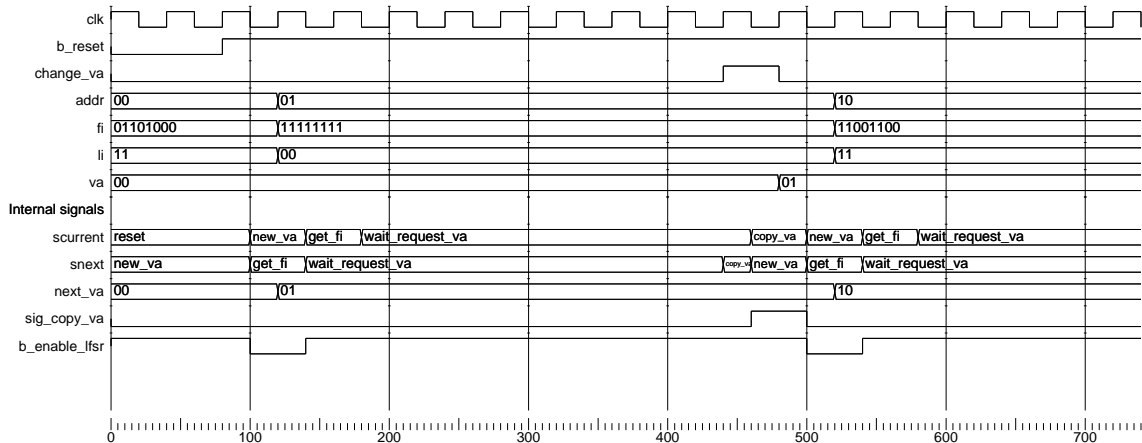 clk
b_reset
change_va
addr 00 01 10
fi 01101000 11111111 11001100
li 11 00 11
va 00 01
Internal signals
scurrent reset new_va get_fi wait_request_va copy_va new_va get_fi wait_request_va
snext new_va get_fi wait_request_va copy_va new_va get_fi wait_request_va
next_va 00 01 10
sig_copy_va
b_enable_lfsr
0 100 200 300 400 500 600 700